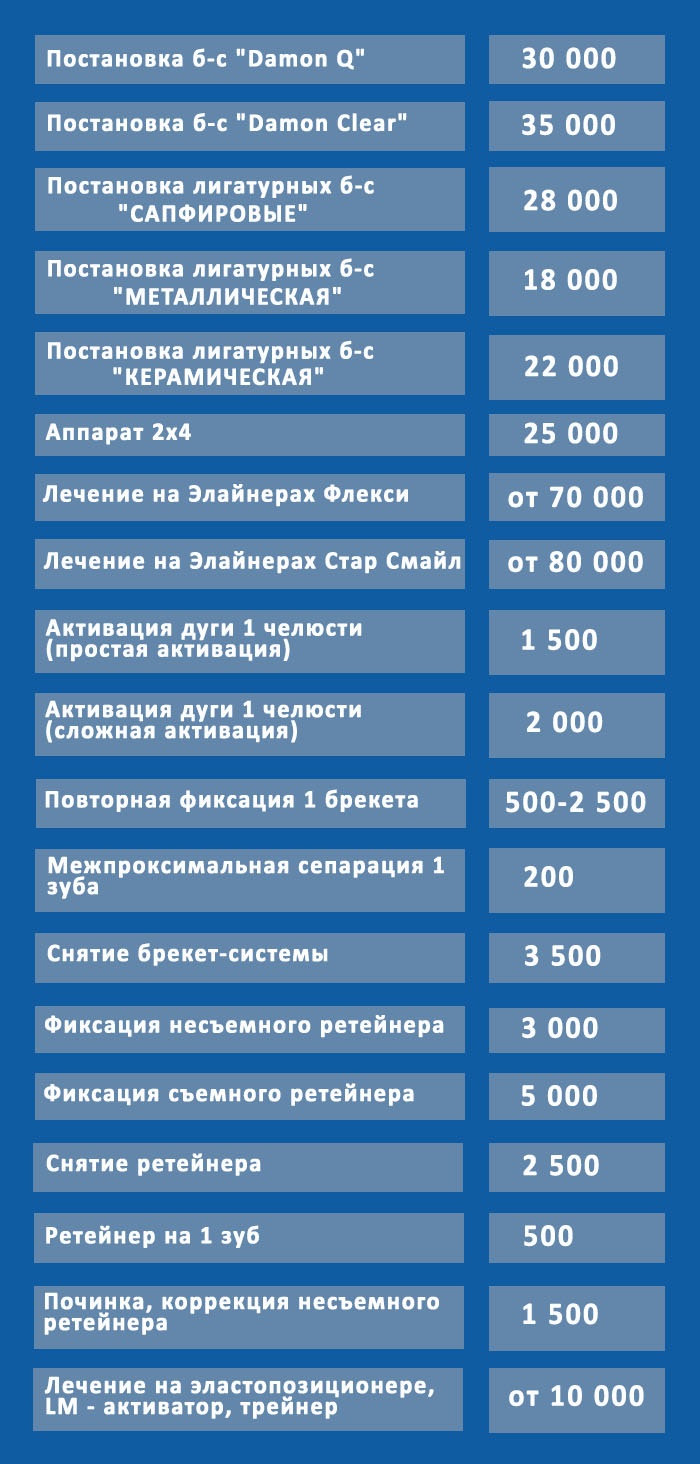 Постановка б-с "Damon Q"
30 000
Постановка б-с "Damon Clear"
35 000
Постановка лигатурных б-с
"САПФИРОВЫЕ"
28 000
Постановка лигатурных б-с
"МЕТАЛЛИЧЕСКАЯ"
18 000
Постановка лигатурных б-с
"КЕРАМИЧЕСКАЯ"
22 000
Аппарат 2x4
25 000
Лечение на Элайнерах Флекси
от 70 000
Лечение на Элайнерах Стар Смайл
от 80 000
Активация дуги 1 челюсти
(простая активация)
1 500
Активация дуги 1 челюсти
(сложная активация)
2 000
Повторная фиксация 1 брекета
500-2 500
Межпроксимальная сепарация 1
зуба
200
Снятие брекет-системы
3 500
Фиксация несъемного ретейнера
3 000
Фиксация съемного ретейнера
5 000
Снятие ретейнера
2 500
Ретейнер на 1 зуб
500
Починка, коррекция несъемного
ретейнера
1 500
Лечение на эластопозиционере,
LM - активатор, трейнер
от 10 000